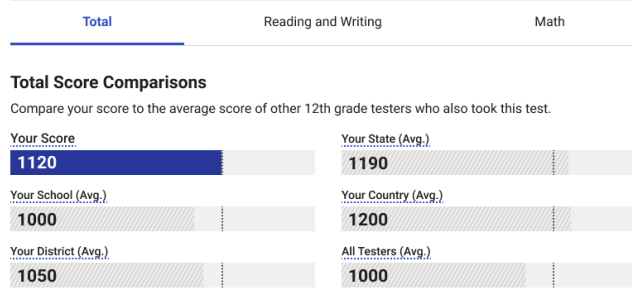 Total Reading and Writing Math
Total Score Comparisons
Compare your score to the average score of other 12th grade testers who also took this test.
Your Score
1120
Your State (Avg.)
1190
Your School (Avg.)
1000
Your Country (Avg.)
1200
Your District (Avg.)
1050
All Testers (Avg.)
1000